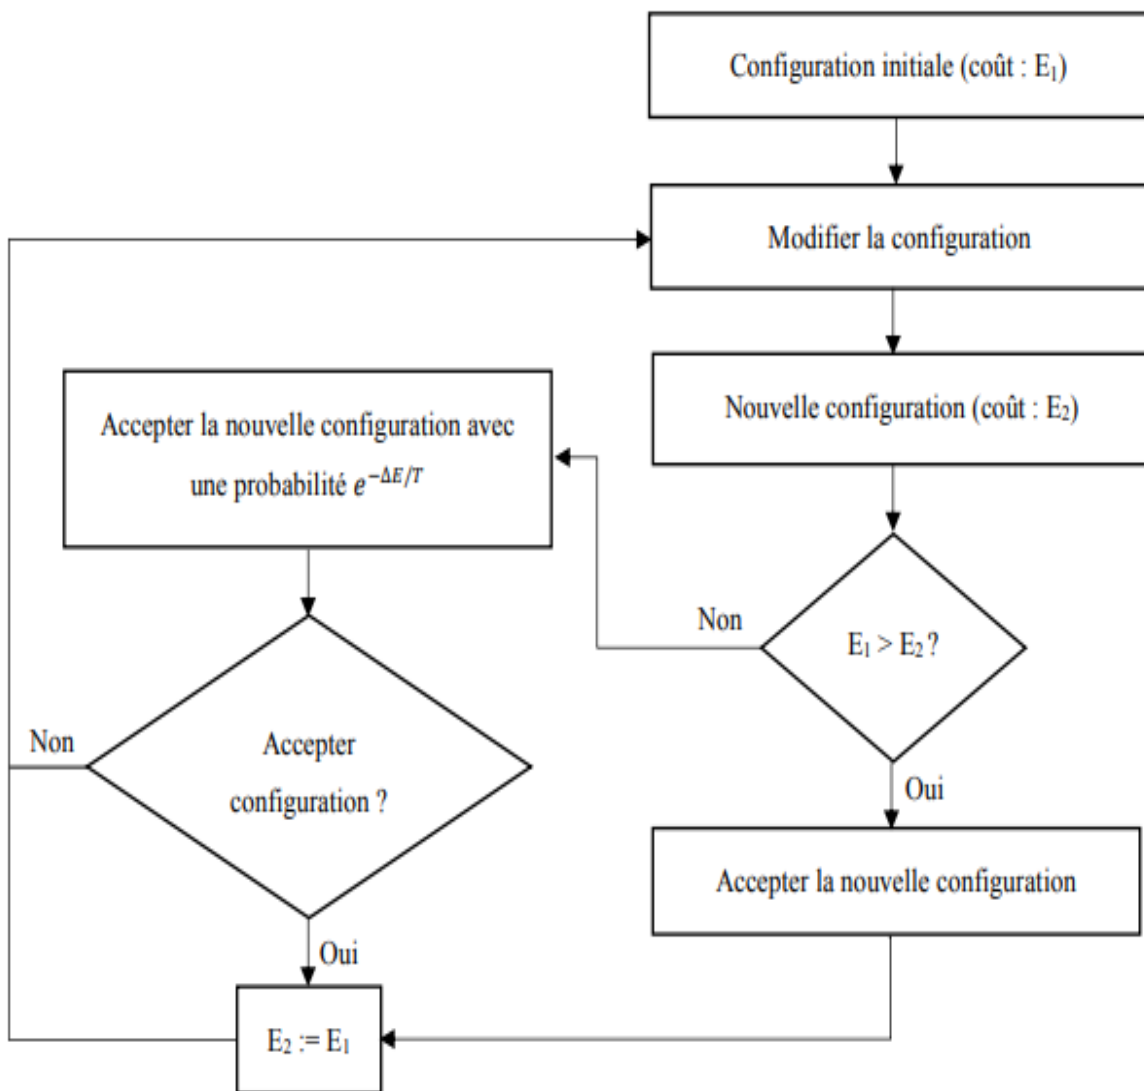 Configuration initiale (coût : E₁)
Modifier la configuration
Nouvelle configuration (coût : E₂)
Accepter la nouvelle configuration avec
une probabilité e^{-ΔE/T}
Non
E₁ > E₂ ?
Non
Accepter
configuration ?
Oui
Accepter la nouvelle configuration
Oui
E₂ := E₁